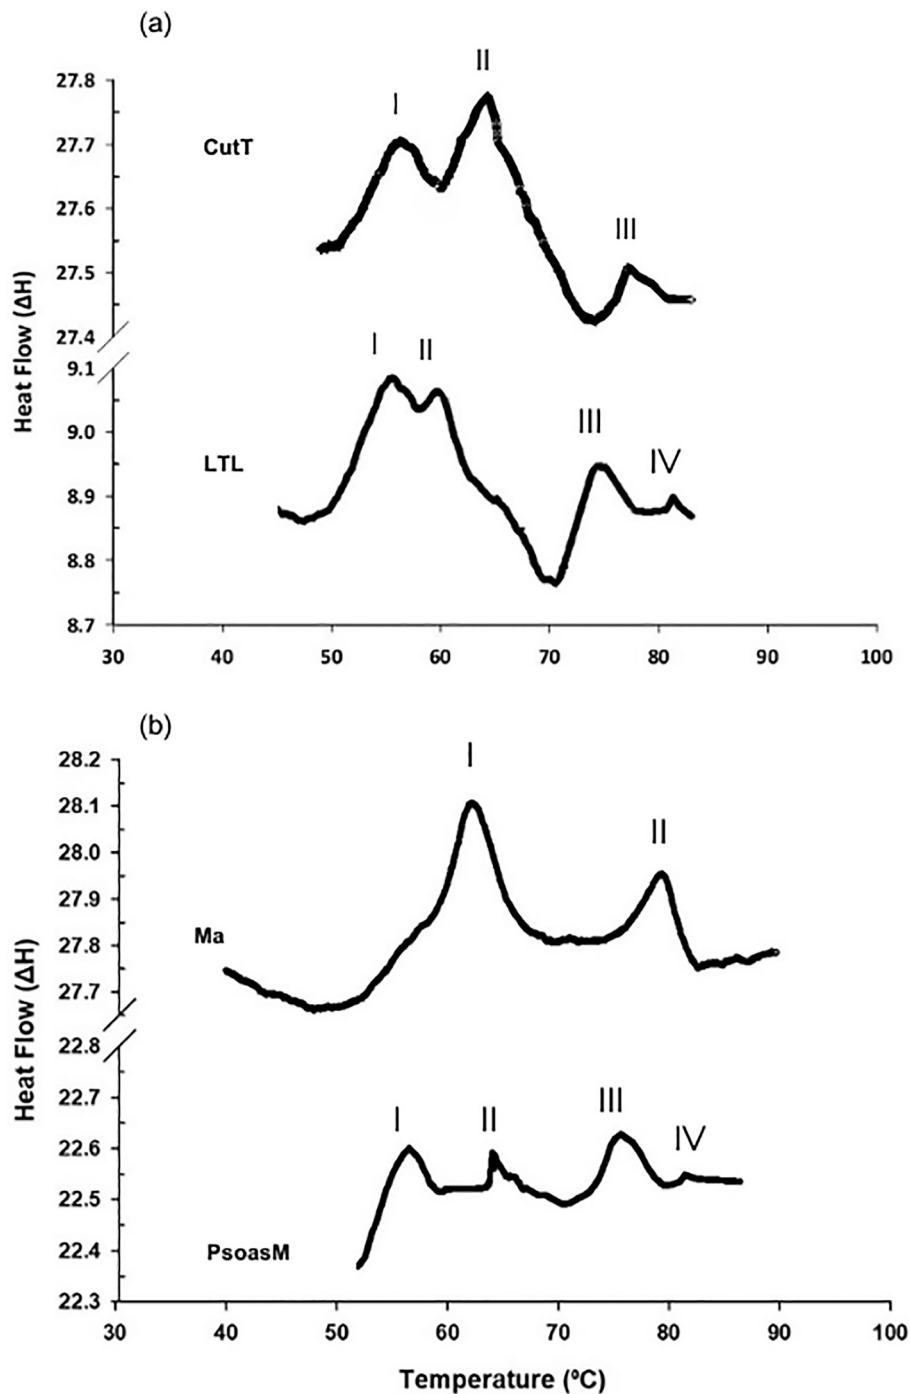 (a)
II
27.8
I
CutT
27.7
27.6
III
27.5
27.4
Heat Flow (ΔH)
I II
9.1
9.0
III
LTL
IV
8.9
8.8
8.7
30 40 50 60 70 80 90 100
(b)
I
28.2
28.1
II
28.0
27.9
Ma
27.8
27.7
Heat Flow (ΔH)
22.8
22.7
I II III IV
22.6
22.5
22.4
PsoasM
22.3
30 40 50 60 70 80 90 100
Temperature (ºC)